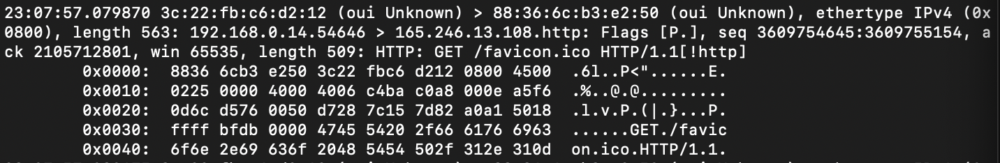 23:07:57.079870 3c:22:fb:c6:d2:12 (oui Unknown) > 88:36:6c:b3:e2:50 (oui Unknown), ethertype IPv4 (0x
0800), length 563: 192.168.0.14.54646 > 165.246.13.108.http: Flags [P.], seq 3609754645:3609755154, a
ck 2105712801, win 65535, length 509: HTTP: GET /favicon.ico HTTP/1.1[!http]
0x0000:  8836 6cb3 e250 3c22 fbc6 d212 0800 4500  .6l..P<"......E.
0x0010:  0225 0000 4000 4006 c4ba c0a8 000e a5f6  .%..@.@.........
0x0020:  0d6c d576 0050 d728 7c15 7d82 a0a1 5018  .l.v.P.(|.}...P.
0x0030:  ffff bfdb 0000 4745 5420 2f66 6176 6963  ......GET./favic
0x0040:  6f6e 2e69 636f 2048 5454 502f 312e 310d  on.ico.HTTP/1.1.